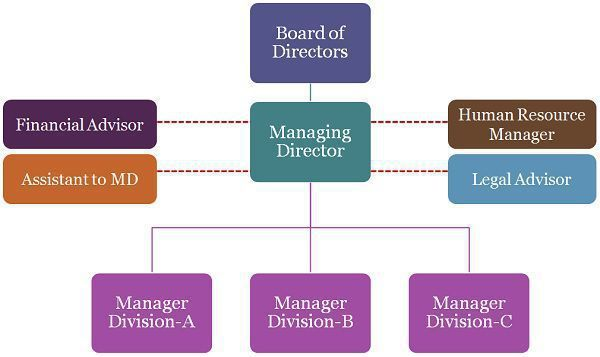 Board of
Directors
Financial Advisor
Managing
Director
Human Resource
Manager
Assistant to MD
Legal Advisor
Manager
Division-A
Manager
Division-B
Manager
Division-C